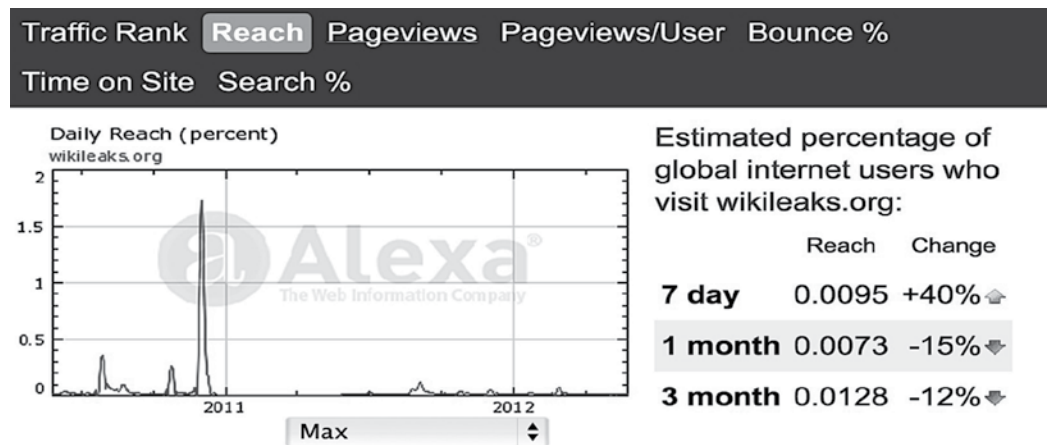 Traffic Rank Reach Pageviews Pageviews/User Bounce %
Time on Site Search %
Daily Reach (percent)
wikileaks.org
2
1.5
1
0.5
0
2011
2012
Alexa®
The Web Information Company
Max
Estimated percentage of
global internet users who
visit wikileaks.org:
Reach Change
7 day 0.0095 +40%
1 month 0.0073 -15%
3 month 0.0128 -12%